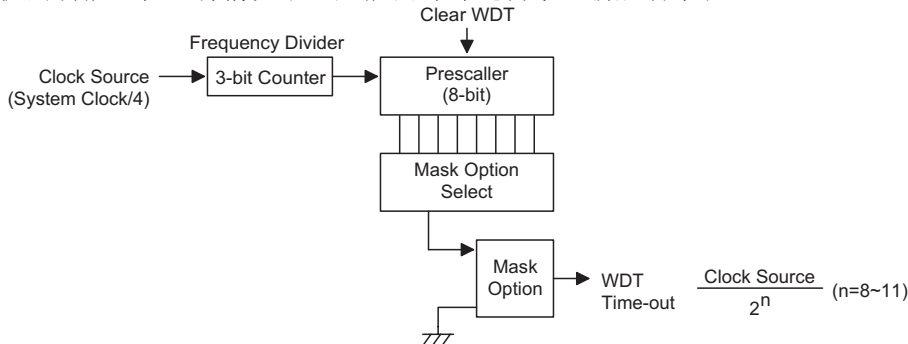 Clear WDT
Frequency Divider
Clock Source
(System Clock/4)
3-bit Counter
Prescaller
(8-bit)
Mask Option
Select
Mask
Option
WDT
Time-out
Clock Source
2n
(n=8~11)